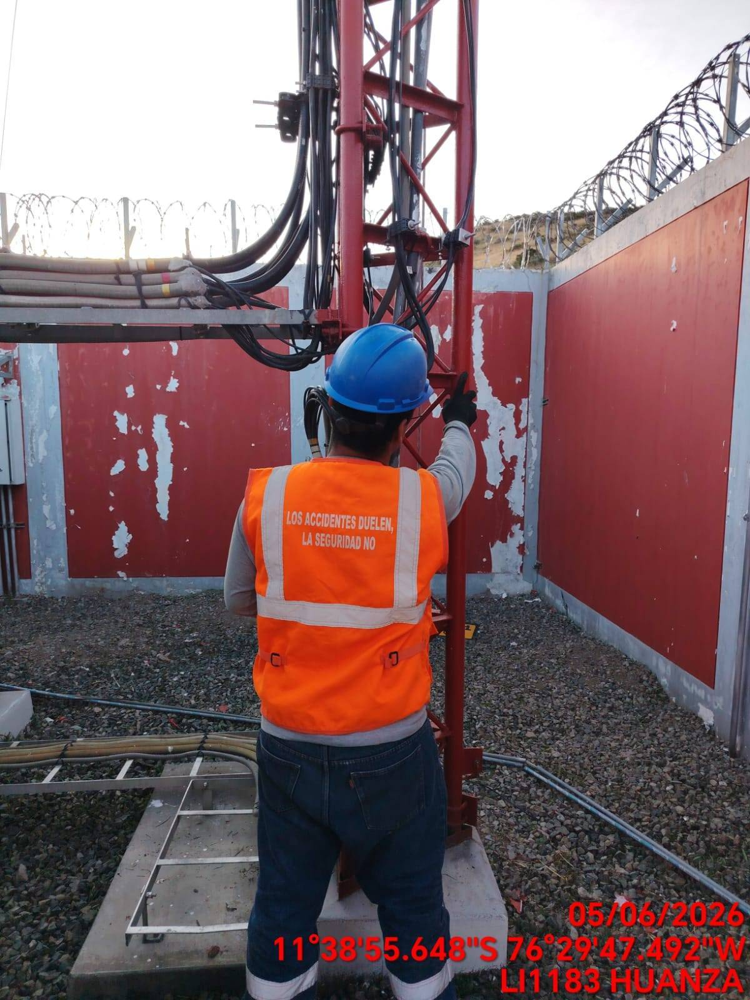 LOS ACCIDENTES DUELEN,
LA SEGURIDAD NO
05/06/2026
11°38'55.648"S 76°29'47.492"W
LI1183 HUANZA